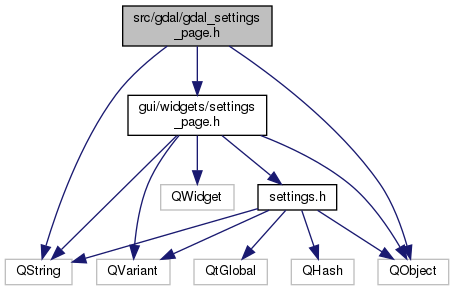 src/gdal/gdal_settings
_page.h
gui/widgets/settings
_page.h
QWidget
settings.h
QString
QVariant
QtGlobal
QHash
QObject